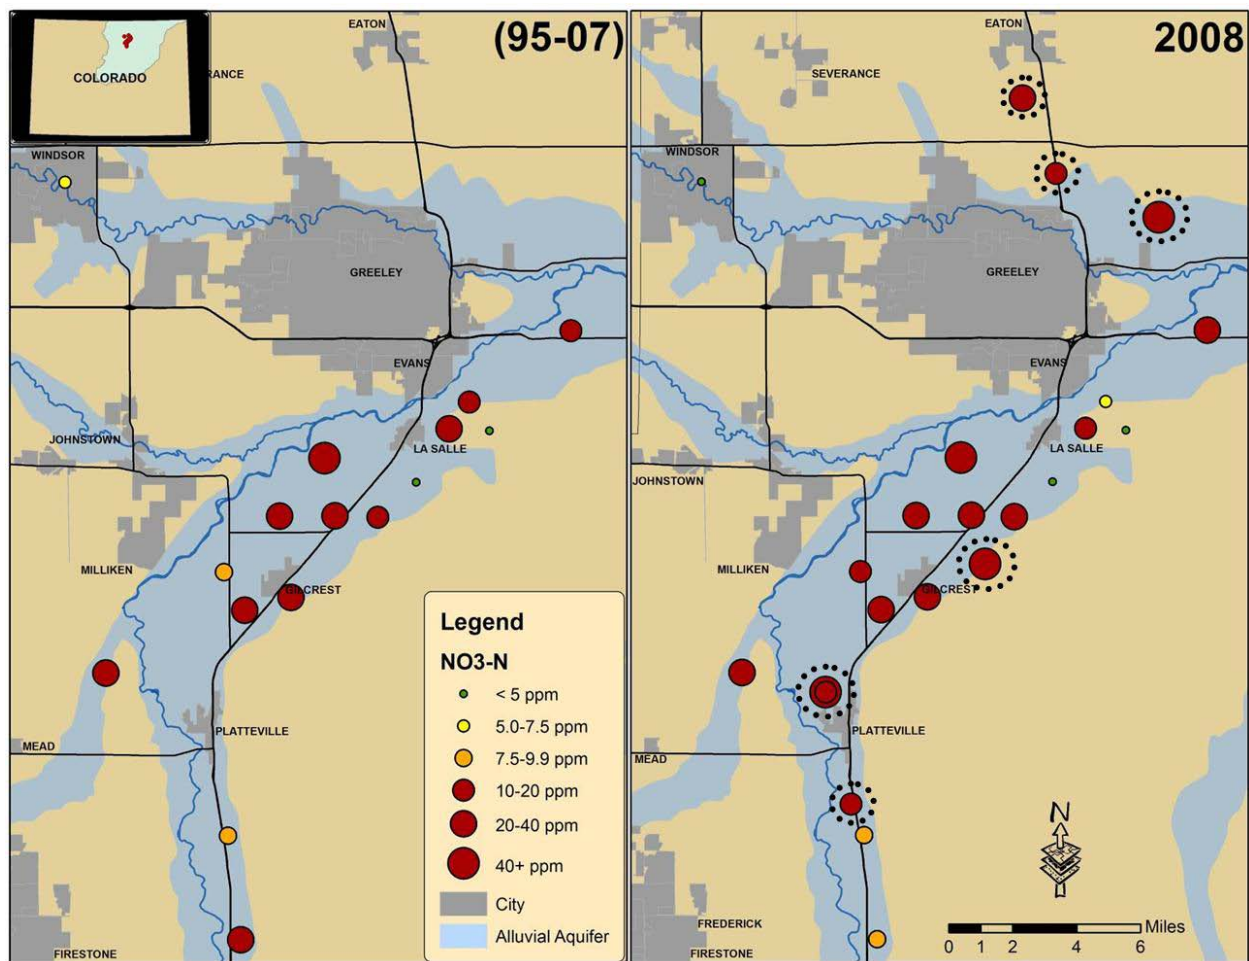 (95-07)
EATON
COLORADO
RANCE
WINDSOR
GREELEY
EVANS
JOHNSTOWN
LA SALLE
MILLIKEN
GILCREST
PLATTEVILLE
MEAD
FIRESTONE
Legend
NO3-N
< 5 ppm
5.0-7.5 ppm
7.5-9.9 ppm
10-20 ppm
20-40 ppm
40+ ppm
City
Alluvial Aquifer
2008
EATON
SEVERANCE
WINDSOR
GREELEY
EVANS
LA SALLE
JOHNSTOWN
MILLIKEN
GILCREST
PLATTEVILLE
MEAD
FREDERICK
FIRESTONE
N
Miles
0 1 2 4 6